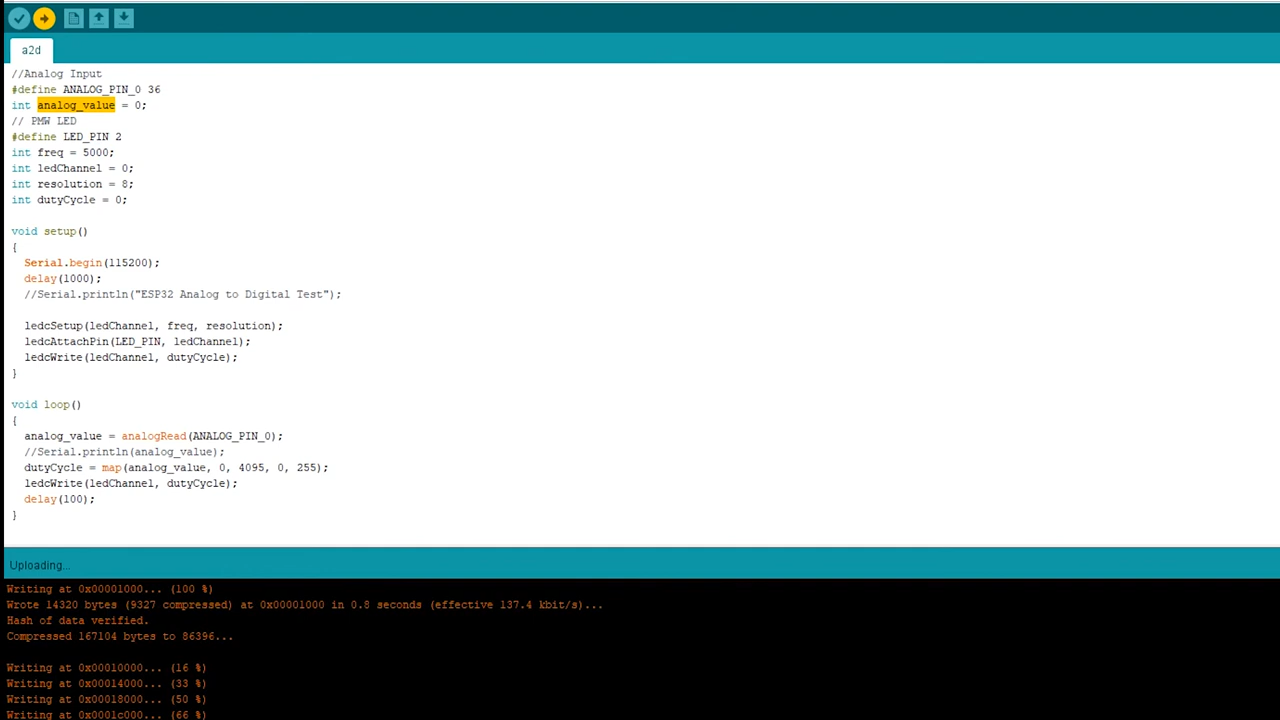 a2d
//Analog Input
#define ANALOG_PIN_0 36
int analog_value = 0;
// PMW LED
#define LED_PIN 2
int freq = 5000;
int ledChannel = 0;
int resolution = 8;
int dutyCycle = 0;
void setup()
{
Serial.begin(115200);
delay(1000);
//Serial.println("ESP32 Analog to Digital Test");
ledcSetup(ledChannel, freq, resolution);
ledcAttachPin(LED_PIN, ledChannel);
ledcWrite(ledChannel, dutyCycle);
}
void loop()
{
analog_value = analogRead(ANALOG_PIN_0);
//Serial.println(analog_value);
dutyCycle = map(analog_value, 0, 4095, 0, 255);
ledcWrite(ledChannel, dutyCycle);
delay(100);
}
Uploading...
Writing at 0x00001000... (100 %)
Wrote 14320 bytes (9327 compressed) at 0x00001000 in 0.8 seconds (effective 137.4 kbit/s)...
Hash of data verified.
Compressed 167104 bytes to 86396...
Writing at 0x00010000... (16 %)
Writing at 0x00014000... (33 %)
Writing at 0x00018000... (50 %)
Writing at 0x0001c000... (66 %)